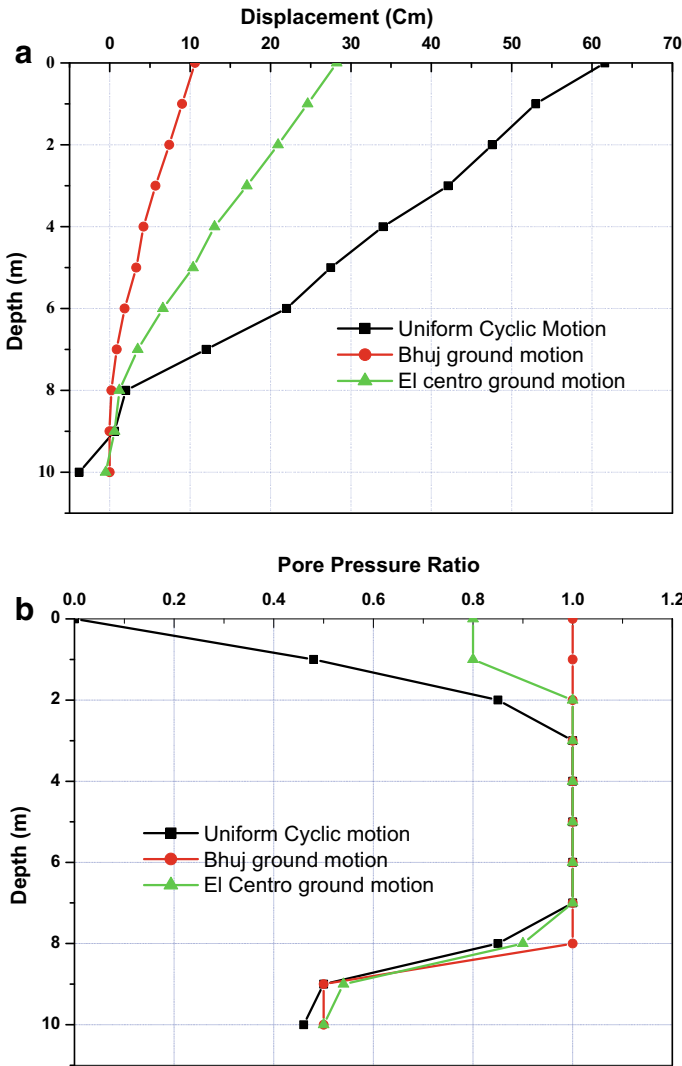 Displacement (Cm)
a
0 10 20 30 40 50 60 70
0
2
4
6
8
10
Depth (m)
Uniform Cyclic Motion
Bhuj ground motion
El centro ground motion
Pore Pressure Ratio
b
0.0 0.2 0.4 0.6 0.8 1.0 1.2
0
2
4
6
8
10
Depth (m)
Uniform Cyclic motion
Bhuj ground motion
El Centro ground motion